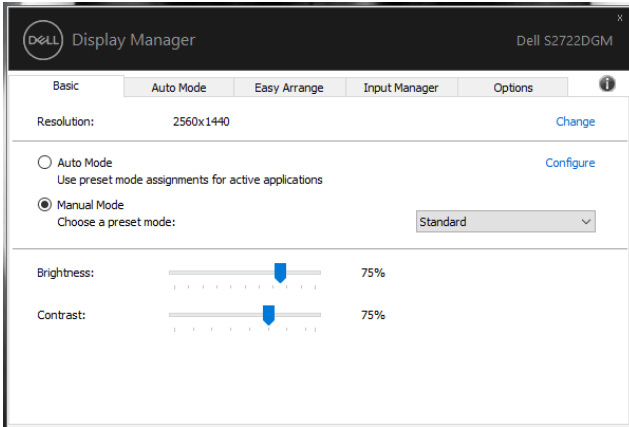 DELL Display Manager Dell S2722DGM x
Basic Auto Mode Easy Arrange Input Manager Options i
Resolution: 2560x1440 Change
Auto Mode Configure
Use preset mode assignments for active applications
Manual Mode
Choose a preset mode: Standard
Brightness: 75%
Contrast: 75%